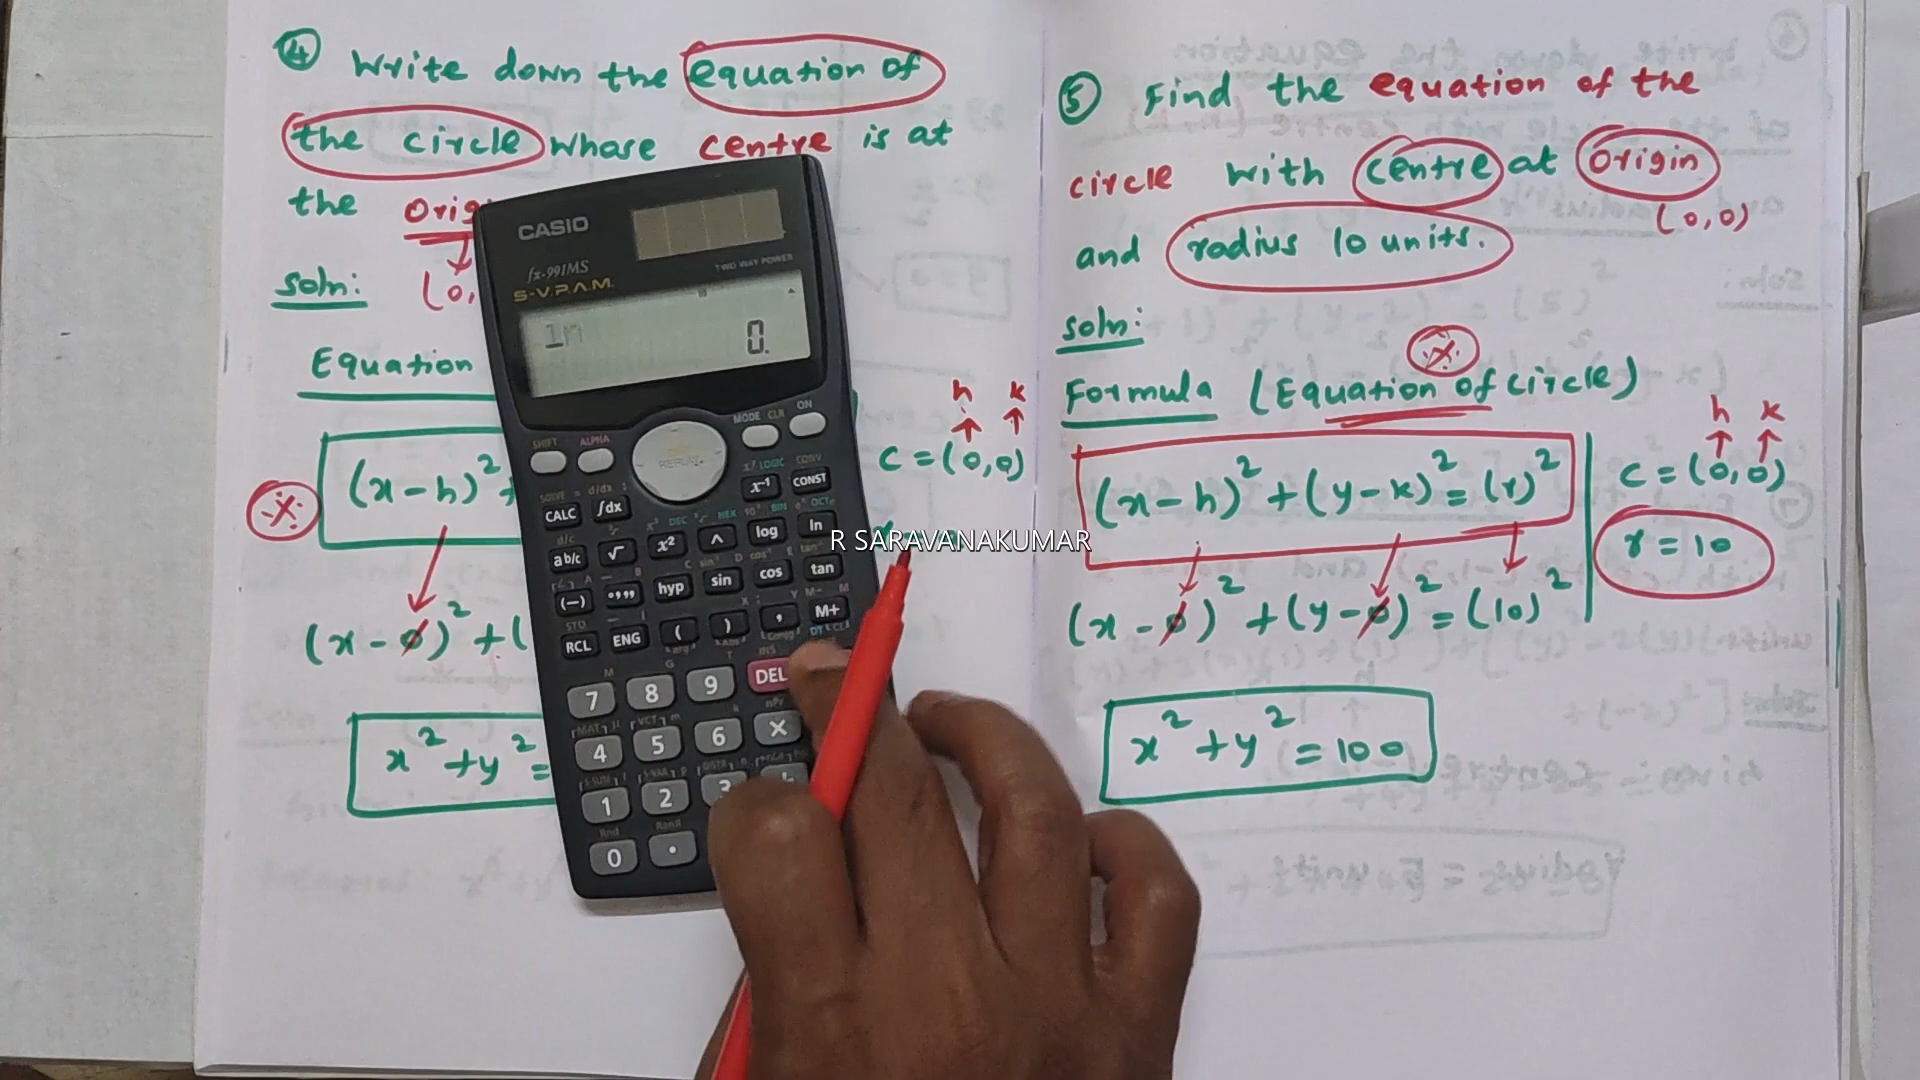 ④ Write down the equation of
the circle whose centre is at
the Orig
Soln:
(0,
Equation
(x-h)²+
h k
C=(0,0)
(x-0)²+(
x²+y²=
⑤ Find the equation of the
circle with centre at origin
(0,0)
and radius 10 units.
Soln:
Formula (Equation of circle)
(x-h)²+(y-k)²=(r)²
h k
C=(0,0)
r=10
(x-0)²+(y-0)²=(10)²
x²+y²=100
R SARAVANAKUMAR
CASIO
fx-991MS
TWO WAY POWER
S-V.P.A.M.
0.
SHIFT ALPHA MODE CLR ON
REPLAY
CALC ∫dx x⁻¹ CONST
a b/c √ x² ^ log ln
(−) °,,, hyp sin cos tan
RCL ENG ( ) , M+
7 8 9 DEL
4 5 6 ×
1 2 3
0 •